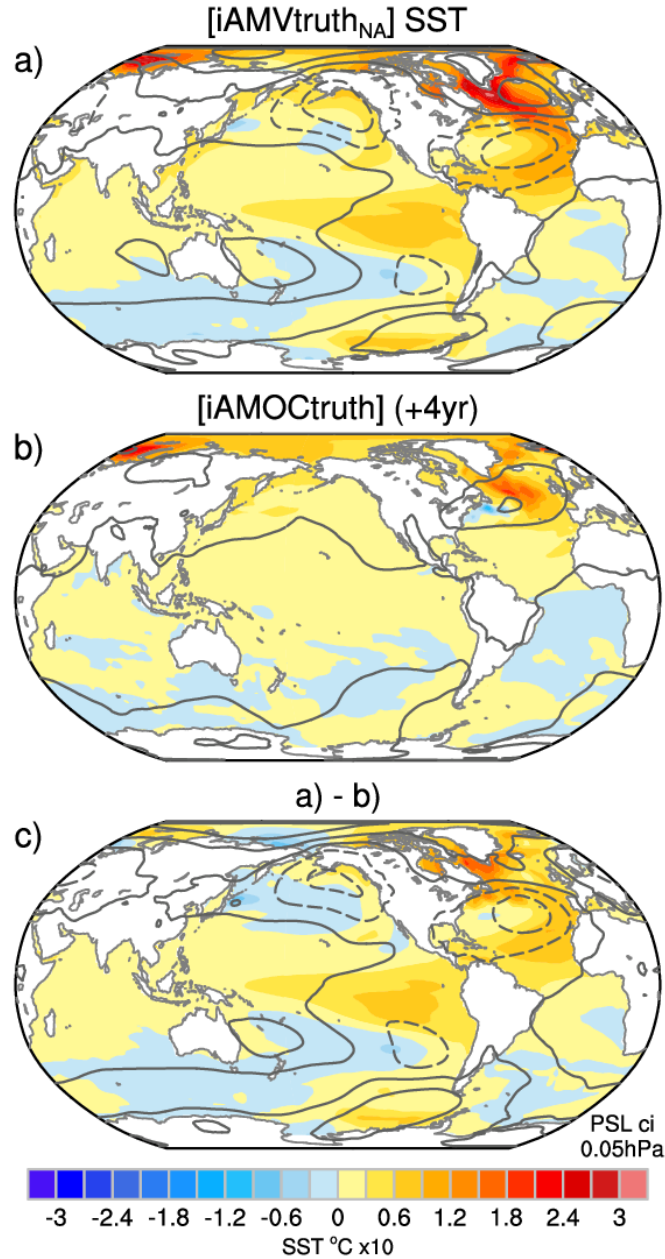 [iAMVtruthNA] SST
a)
[iAMOCtruth] (+4yr)
b)
a) - b)
c)
PSL ci
0.05hPa
-3 -2.4 -1.8 -1.2 -0.6 0 0.6 1.2 1.8 2.4 3
SST °C x10